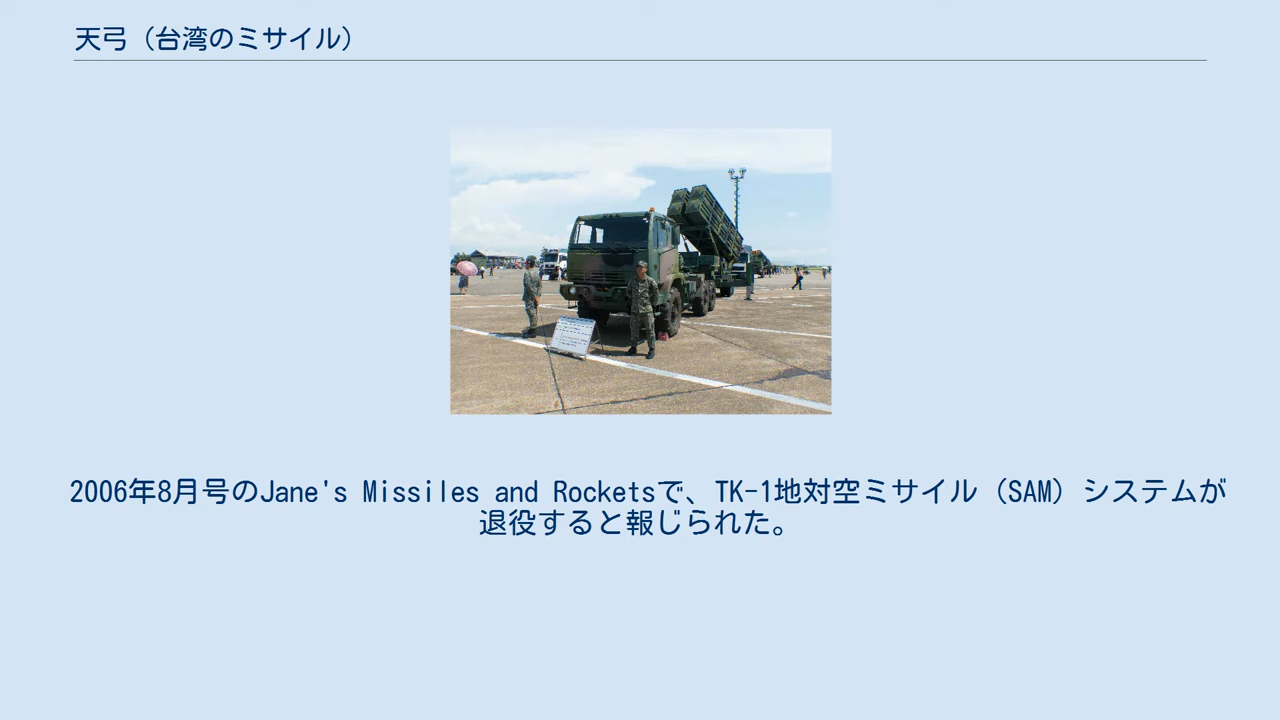 天弓（台湾のミサイル）
2006年8月号のJane's Missiles and Rocketsで、TK-1地対空ミサイル（SAM）システムが
退役すると報じられた。